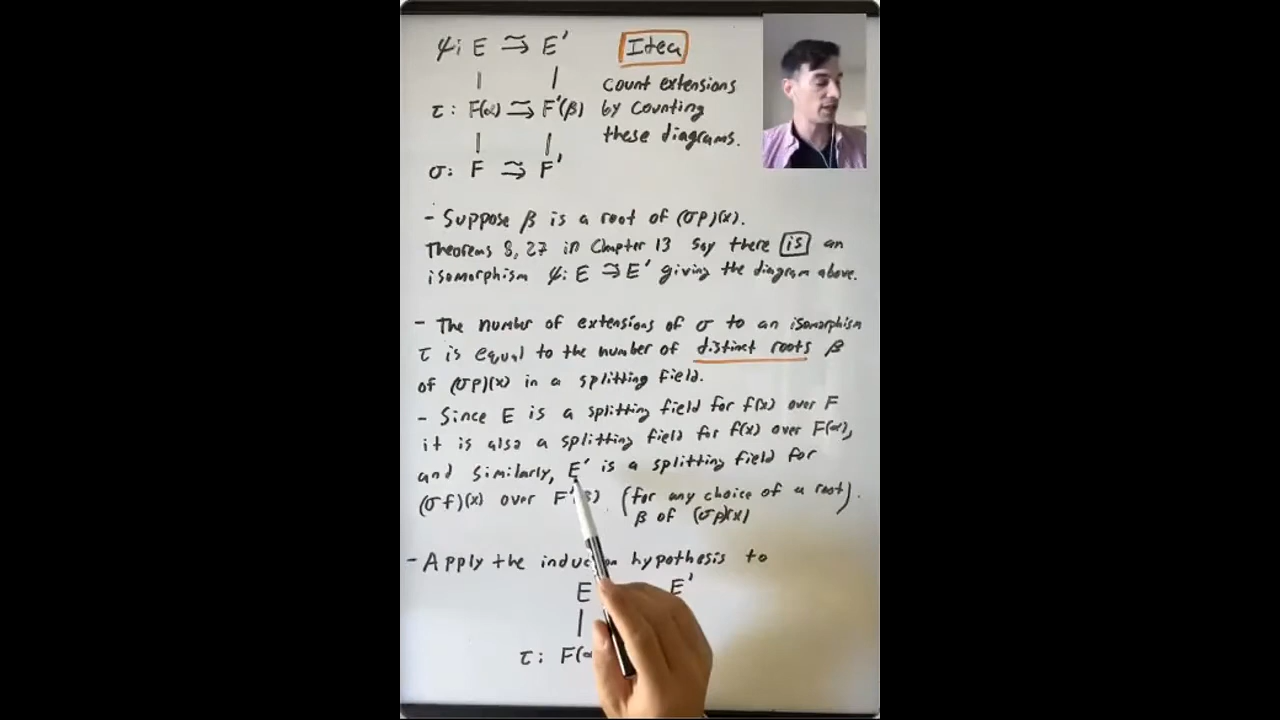 ψ: E ⥲ E'
Idea
count extensions
τ: F(α) ⥲ F'(β) by counting
these diagrams.
σ: F ⥲ F'
- Suppose β is a root of (σp)(x).
Theorems 8, 27 in Chapter 13 say there is an
isomorphism ψ: E ⥲ E' giving the diagram above.
- The number of extensions of σ to an isomorphism
τ is equal to the number of distinct roots β
of (σp)(x) in a splitting field.
- Since E is a splitting field for f(x) over F
it is also a splitting field for f(x) over F(α),
and similarly, E' is a splitting field for
(σf)(x) over F' (for any choice of a root).
β of (σp)(x)
- Apply the hypothesis to
E E'
τ: F(α